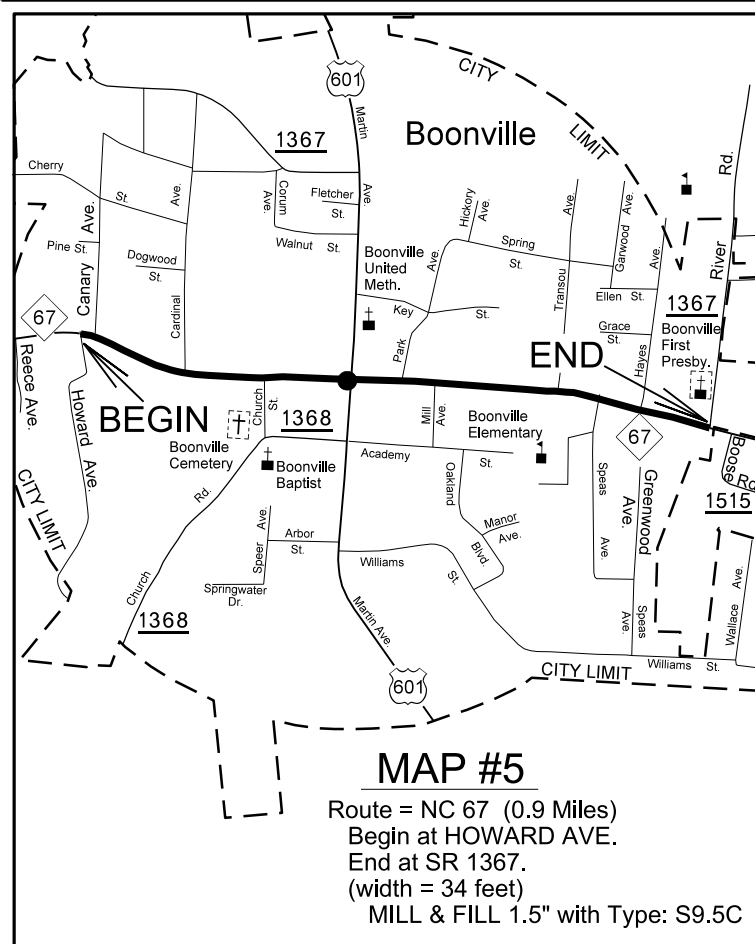 CITY
LIMIT
601
Martin
Ave.
Boonville
1367
Rd.
River
Cherry
St.
Ave.
Corum
Ave.
Fletcher
St.
Walnut St.
Hickory
Ave.
Ave.
Garwood Ave.
Ave.
Canary Ave.
Pine St.
Dogwood
St.
Cardinal
Boonville
United
Meth.
Ave.
Spring
St.
Transou
Ellen St.
1367
67
Key St.
Grace
St.
Boonville
First
Presby.
Park
Hayes
END
Reece Ave.
Howard Ave.
BEGIN
Church
St.
1368
Mill
Ave.
Boonville
Elementary
67
Boonville
Cemetery
Boonville
Baptist
Academy St.
Boose
Rd
1515
CITY LIMIT
Rd.
Oakland
Blvd.
Manor
Ave.
Speas
Ave.
Greenwood
Ave.
Speer Ave.
Arbor
St.
Williams
St.
Springwater
Dr.
Church
1368
Martin Ave.
Speas
Ave.
Wallace Ave.
Williams St.
CITY LIMIT
601
MAP #5
Route = NC 67 (0.9 Miles)
Begin at HOWARD AVE.
End at SR 1367.
(width = 34 feet)
MILL & FILL 1.5" with Type: S9.5C